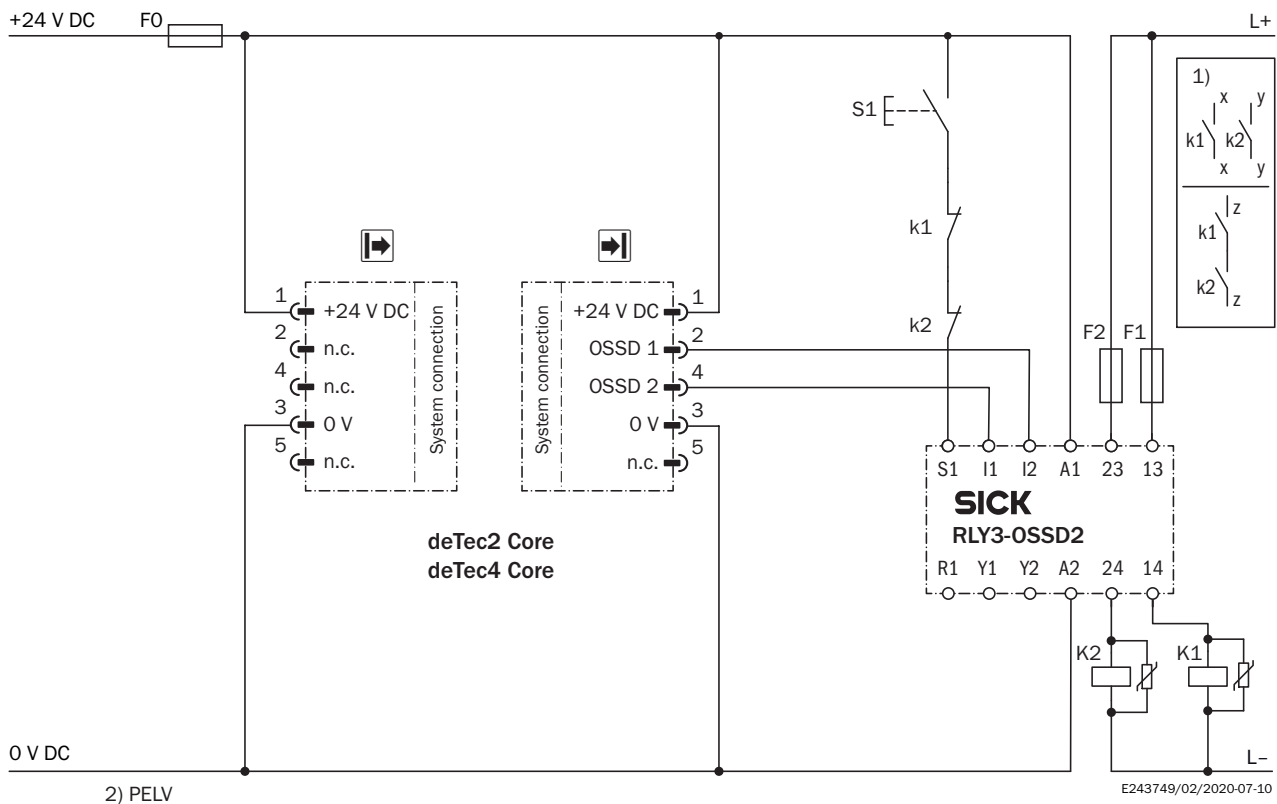 +24 V DC
F0
L+
1)
x
y
k1
k2
x
y
z
k1
k2
z
S1
k1
k2
F2
F1
1
+24 V DC
2
n.c.
4
n.c.
3
0 V
5
n.c.
System connection
System connection
+24 V DC
1
OSSD 1
2
OSSD 2
4
0 V
3
n.c.
5
deTec2 Core
deTec4 Core
S1
I1
I2
A1
23
13
SICK
RLY3-OSSD2
R1
Y1
Y2
A2
24
14
K2
K1
0 V DC
L–
2) PELV
E243749/02/2020-07-10